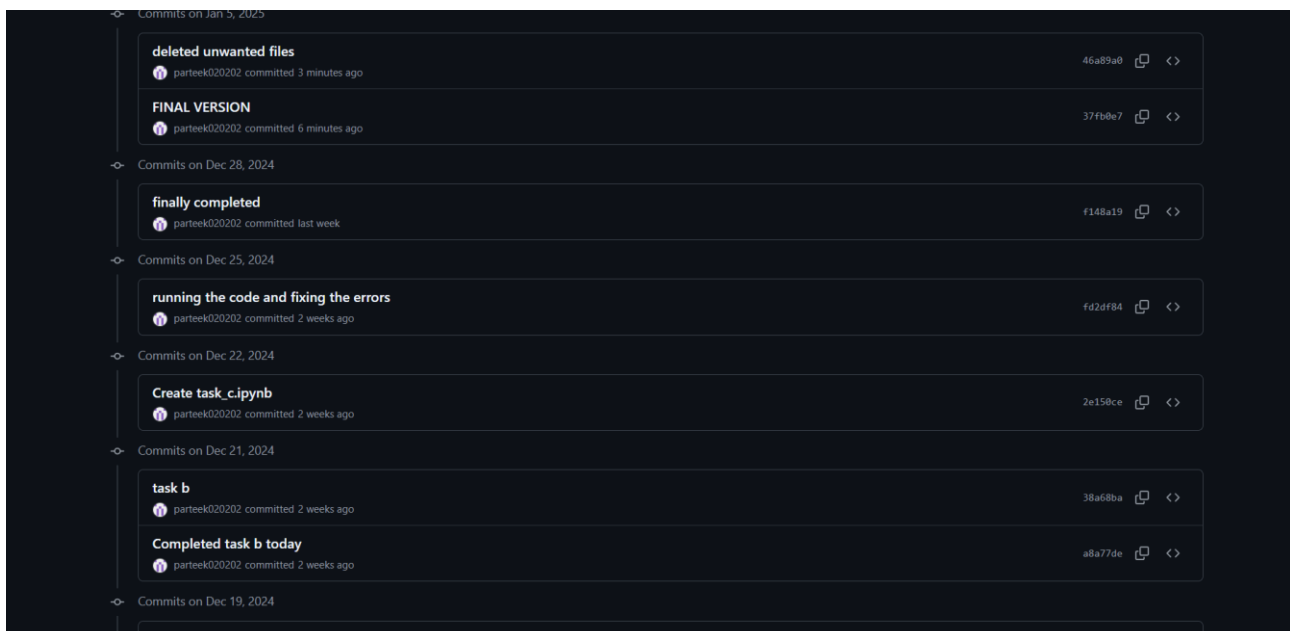 Commits on Jan 5, 2025
deleted unwanted files
parteek020202 committed 3 minutes ago
46a89a0
FINAL VERSION
parteek020202 committed 6 minutes ago
37fb0e7
Commits on Dec 28, 2024
finally completed
parteek020202 committed last week
f148a19
Commits on Dec 25, 2024
running the code and fixing the errors
parteek020202 committed 2 weeks ago
fd2df84
Commits on Dec 22, 2024
Create task_c.ipynb
parteek020202 committed 2 weeks ago
2e150ce
Commits on Dec 21, 2024
task b
parteek020202 committed 2 weeks ago
38a68ba
Completed task b today
parteek020202 committed 2 weeks ago
a8a77de
Commits on Dec 19, 2024